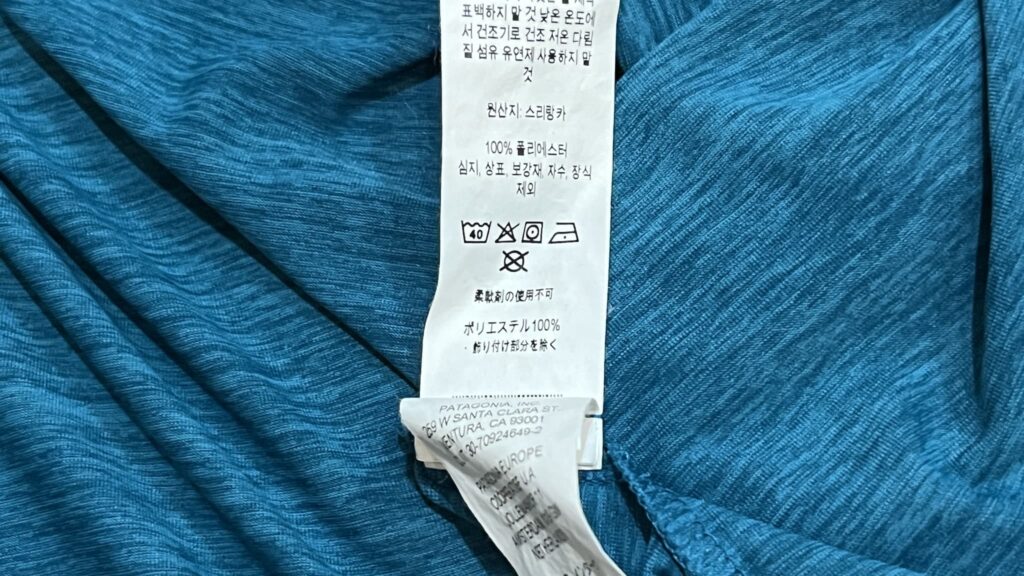 표백하지 말 것 낮은 온도에
서 건조기로 건조 저온 다림
질 섬유 유연제 사용하지 말
것
원산지: 스리랑카
100% 폴리에스터
심지, 상표, 보강재, 자수, 장식
제외
40
柔軟剤の使用不可
ポリエステル100%
・飾り付け部分を除く
PATAGONIA, INC.
W SANTA CLARA ST.
VENTURA, CA 93001
30-70924649-2
EUROPE